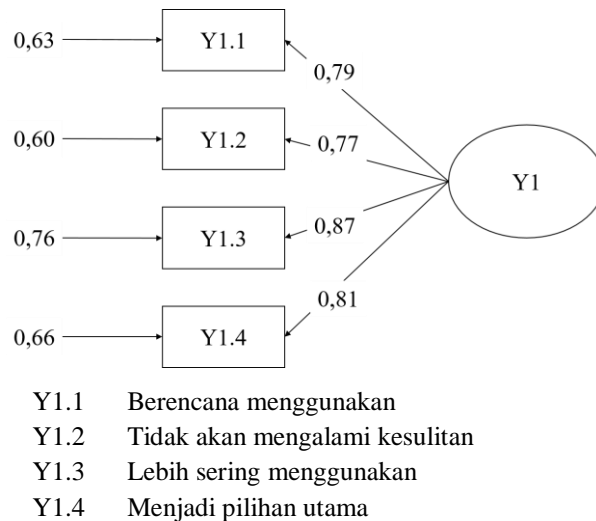 0,63
Y1.1
0,79
0,60
Y1.2
0,77
Y1
0,76
Y1.3
0,87
0,81
0,66
Y1.4
Y1.1 Berencana menggunakan
Y1.2 Tidak akan mengalami kesulitan
Y1.3 Lebih sering menggunakan
Y1.4 Menjadi pilihan utama